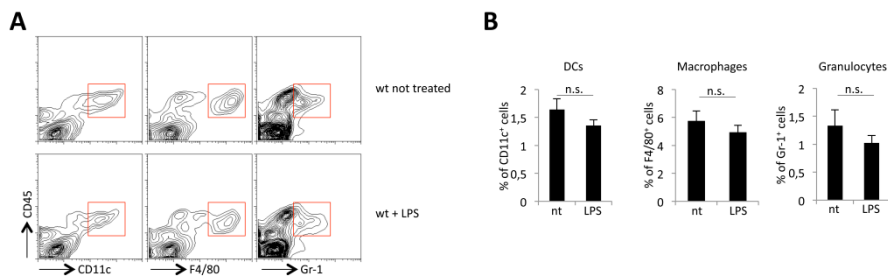 A
wt not treated
wt + LPS
CD45
CD11c
F4/80
Gr-1
B
DCs
n.s.
% of CD11c⁺ cells
2
1,5
1
0,5
0
nt LPS
Macrophages
n.s.
% of F4/80⁺ cells
8
6
4
2
0
nt LPS
Granulocytes
n.s.
% of Gr-1⁺ cells
2
1,5
1
0,5
0
nt LPS